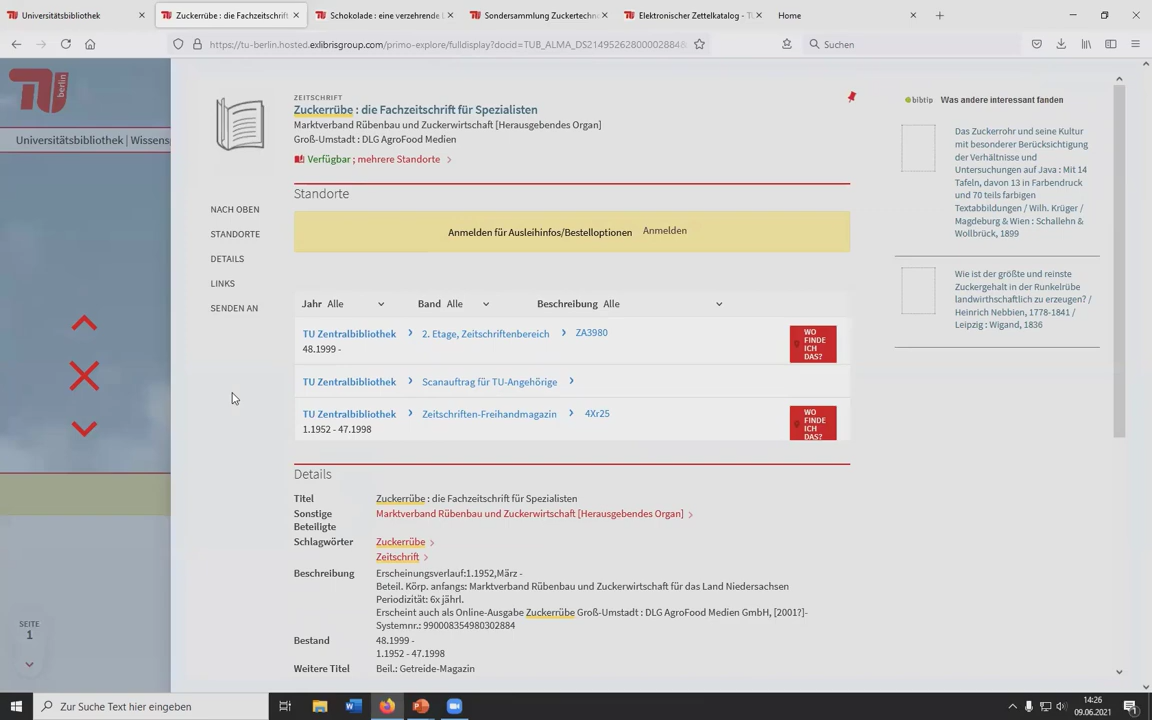 Universitätsbibliothek
Zuckerrübe : die Fachzeitschrift
Schokolade : eine verzehrende L
Sondersammlung Zuckertechn
Elektronischer Zettelkatalog – TU
Home
https://tu-berlin.hosted.exlibrisgroup.com/primo-explore/fulldisplay?docid=TUB_ALMA_DS21495262800002884&
Suchen
berlin
Universitätsbibliothek | Wissens
ZEITSCHRIFT
Zuckerrübe : die Fachzeitschrift für Spezialisten
Marktverband Rübenbau und Zuckerwirtschaft [Herausgebendes Organ]
Groß-Umstadt : DLG AgroFood Medien
Verfügbar ; mehrere Standorte
NACH OBEN
STANDORTE
DETAILS
LINKS
SENDEN AN
Standorte
Anmelden für Ausleihinfos/Bestelloptionen Anmelden
Jahr Alle Band Alle Beschreibung Alle
TU Zentralbibliothek 2. Etage, Zeitschriftenbereich ZA3980
48.1999 -
WO
FINDE
ICH
DAS?
TU Zentralbibliothek Scanauftrag für TU-Angehörige
TU Zentralbibliothek Zeitschriften-Freihandmagazin 4Xr25
1.1952 - 47.1998
WO
FINDE
ICH
DAS?
Details
Titel Zuckerrübe : die Fachzeitschrift für Spezialisten
Sonstige Marktverband Rübenbau und Zuckerwirtschaft [Herausgebendes Organ]
Beteiligte
Schlagwörter Zuckerrübe
Zeitschrift
Beschreibung Erscheinungsverlauf:1.1952,März -
Beteil. Körp. anfangs: Marktverband Rübenbau und Zuckerwirtschaft für das Land Niedersachsen
Periodizität: 6x jährl.
Erscheint auch als Online-Ausgabe Zuckerrübe Groß-Umstadt : DLG AgroFood Medien GmbH, [2001?]-
Systemnr.: 990008354980302884
Bestand 48.1999 -
1.1952 - 47.1998
Weitere Titel Beil.: Getreide-Magazin
bibtip Was andere interessant fanden
Das Zuckerrohr und seine Kultur
mit besonderer Berücksichtigung
der Verhältnisse und
Untersuchungen auf Java : Mit 14
Tafeln, davon 13 in Farbendruck
und 70 teils farbigen
Textabbildungen / Wilh. Krüger /
Magdeburg & Wien : Schallehn &
Wollbrück, 1899
Wie ist der größte und reinste
Zuckergehalt in der Runkelrübe
landwirthschaftlich zu erzeugen? /
Heinrich Nebbien, 1778-1841 /
Leipzig : Wigand, 1836
SEITE
1
Zur Suche Text hier eingeben
14:26
09.06.2021